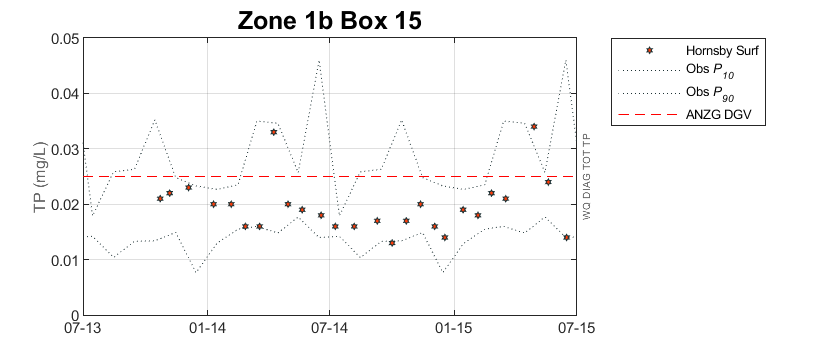 Zone 1b Box 15
0.05
0.04
0.03
0.02
0.01
0
TP (mg/L)
07-13
01-14
07-14
01-15
07-15
WQ DIAG TOT TP
Hornsby Surf
Obs P10
Obs P90
ANZG DGV